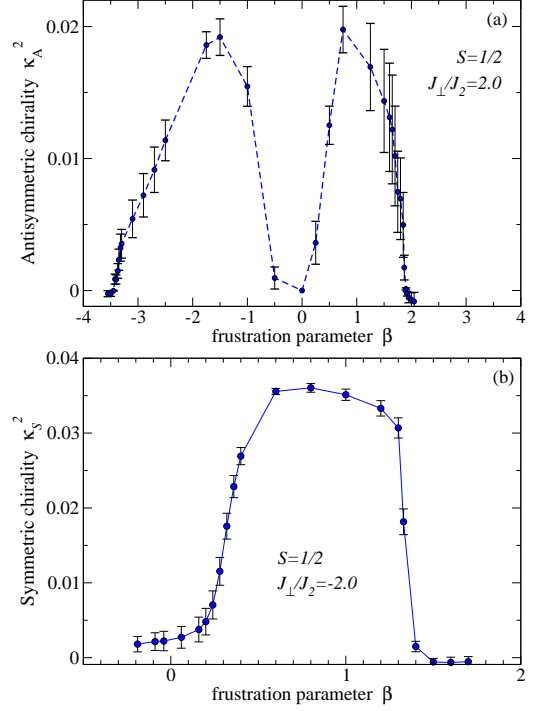 (a)
Antisymmetric chirality κ_A^2
0.02
0.01
0
S=1/2
J⊥/J2=2.0
-4 -3 -2 -1 0 1 2 3 4
frustration parameter β
(b)
Symmetric chirality κ_S^2
0.04
0.03
0.02
0.01
0
S=1/2
J⊥/J2=-2.0
0 1 2
frustration parameter β